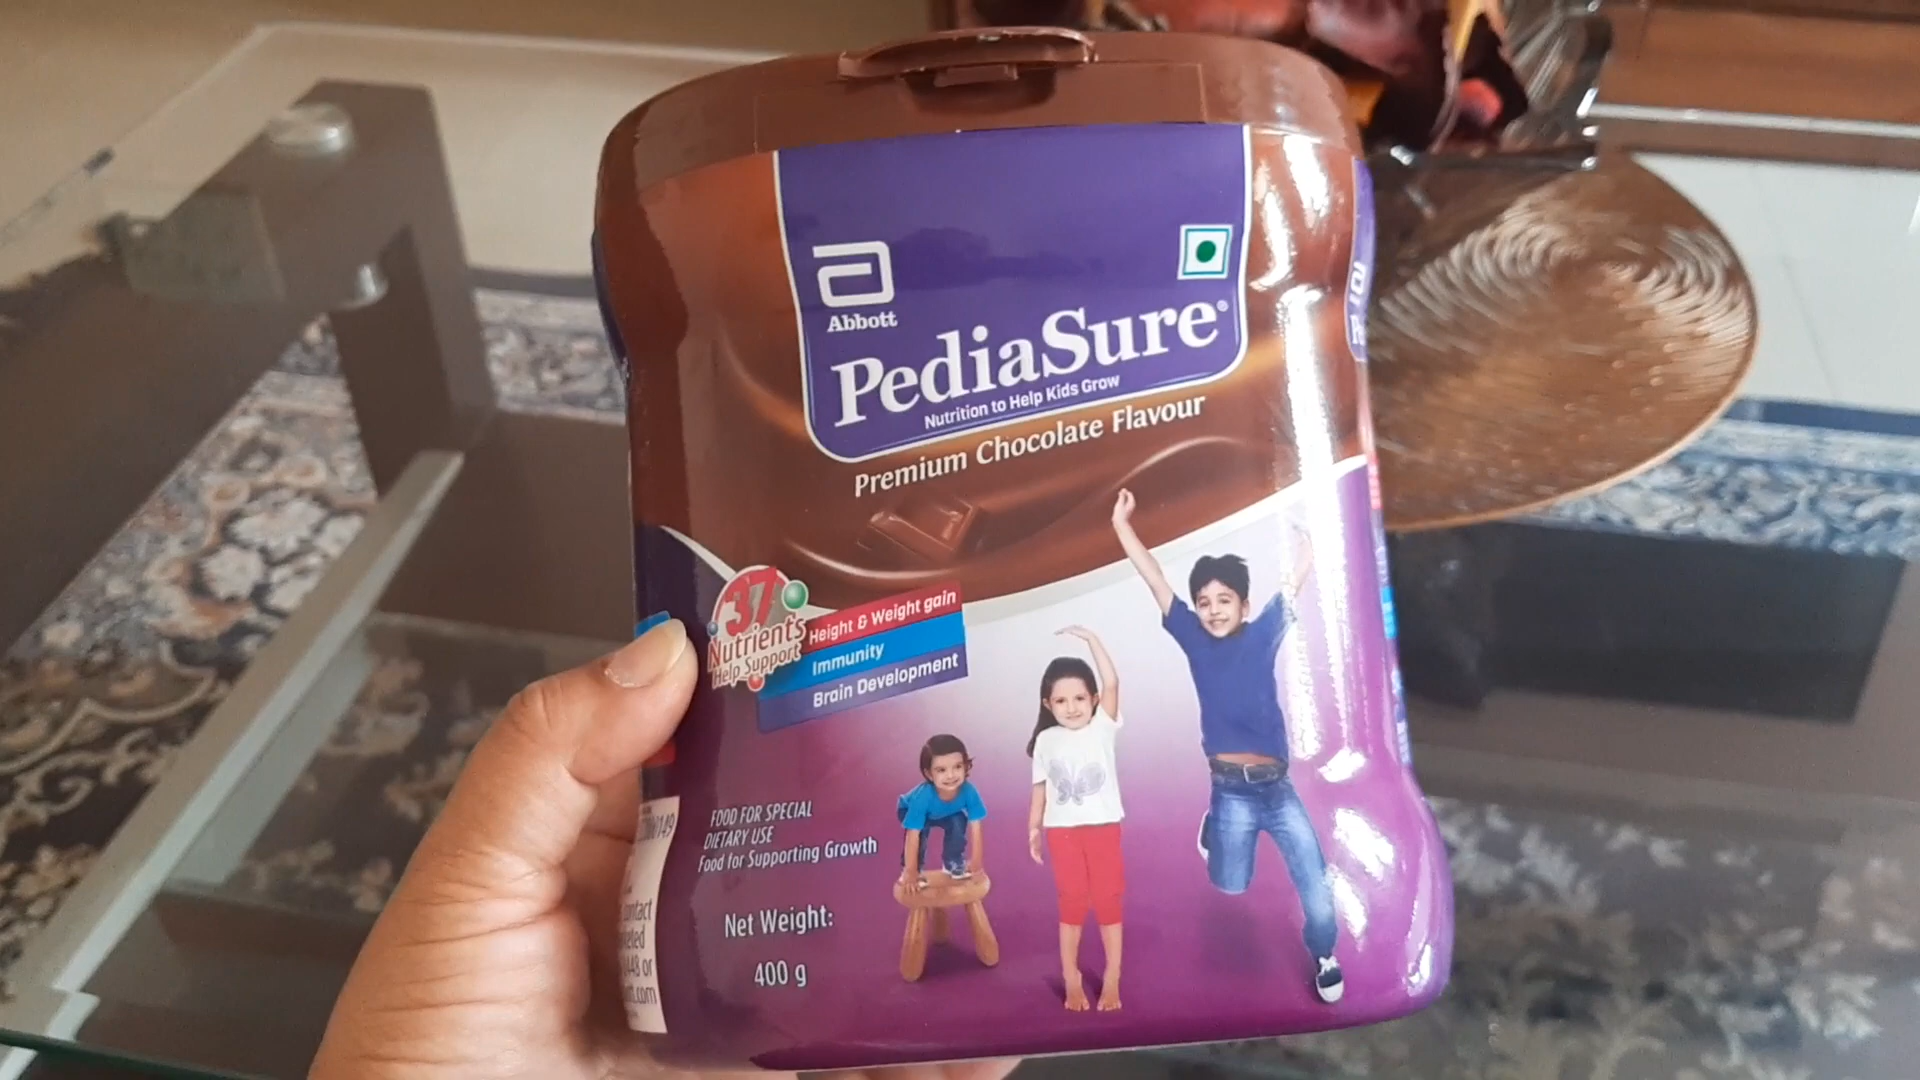 Abbott
PediaSure®
Nutrition to Help Kids Grow
Premium Chocolate Flavour
37
Nutrients
Help Support
Height & Weight gain
Immunity
Brain Development
FOOD FOR SPECIAL
DIETARY USE
Food for Supporting Growth
Net Weight:
400 g